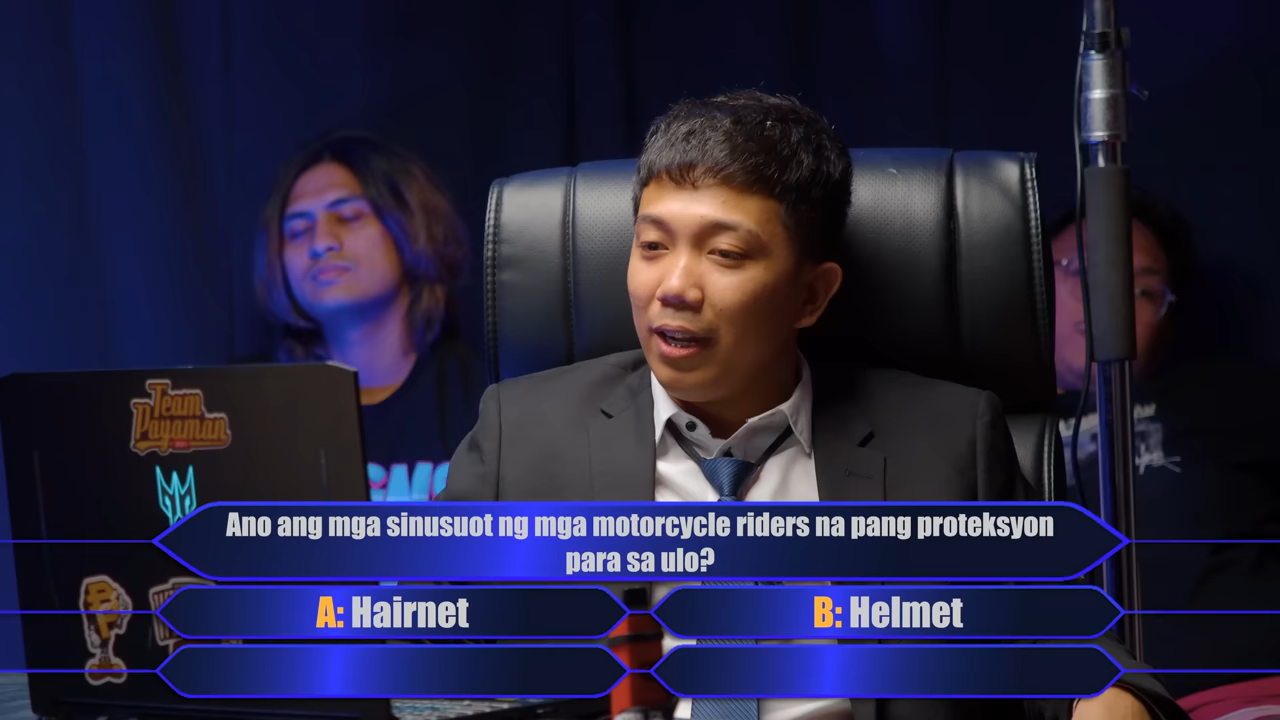 Team
Payaman
Ano ang mga sinusuot ng mga motorcycle riders na pang proteksyon
para sa ulo?
A: Hairnet
B: Helmet